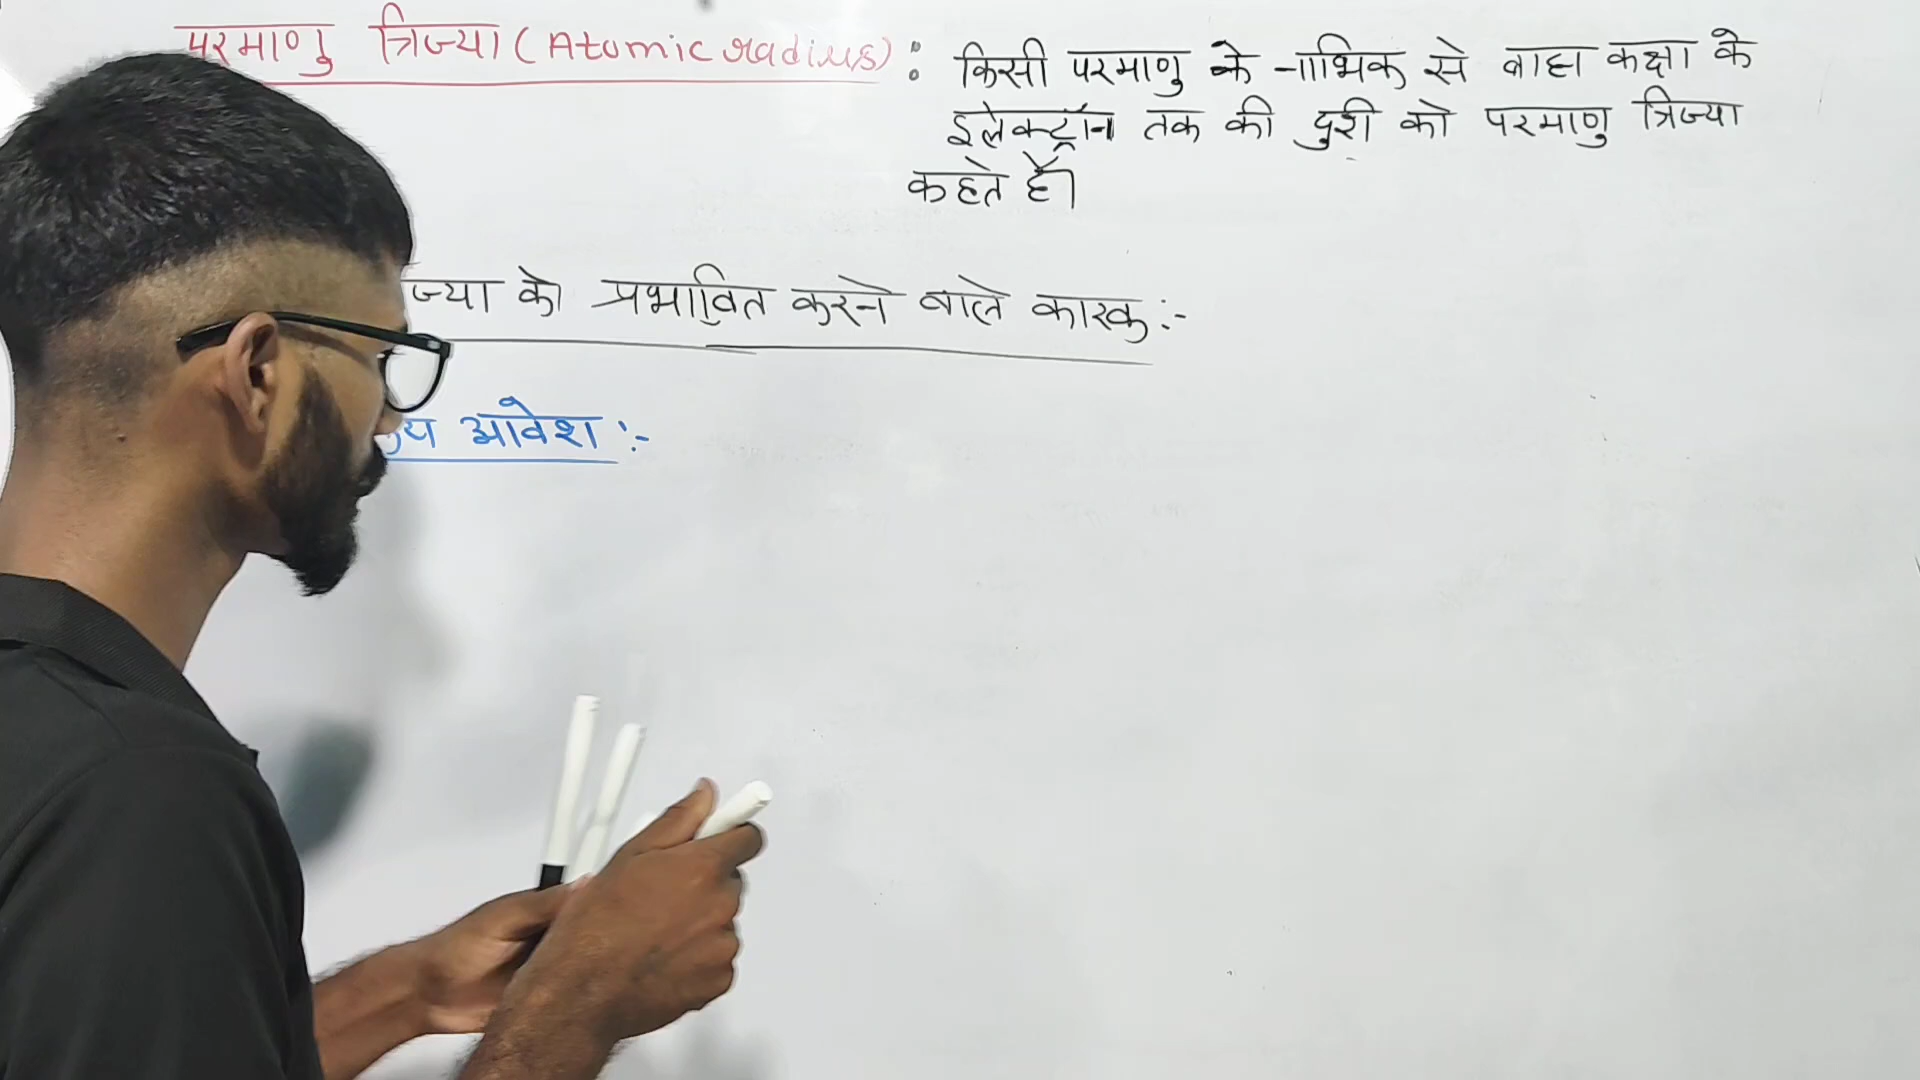 परमाणु त्रिज्या (Atomic radius) : किसी परमाणु के नाभिक से बाह्य कक्षा के
इलेक्ट्रॉन तक की दुरी को परमाणु त्रिज्या
कहते हैं।
ज्या को प्रभावित करने वाले कारक :-
आवेश :-